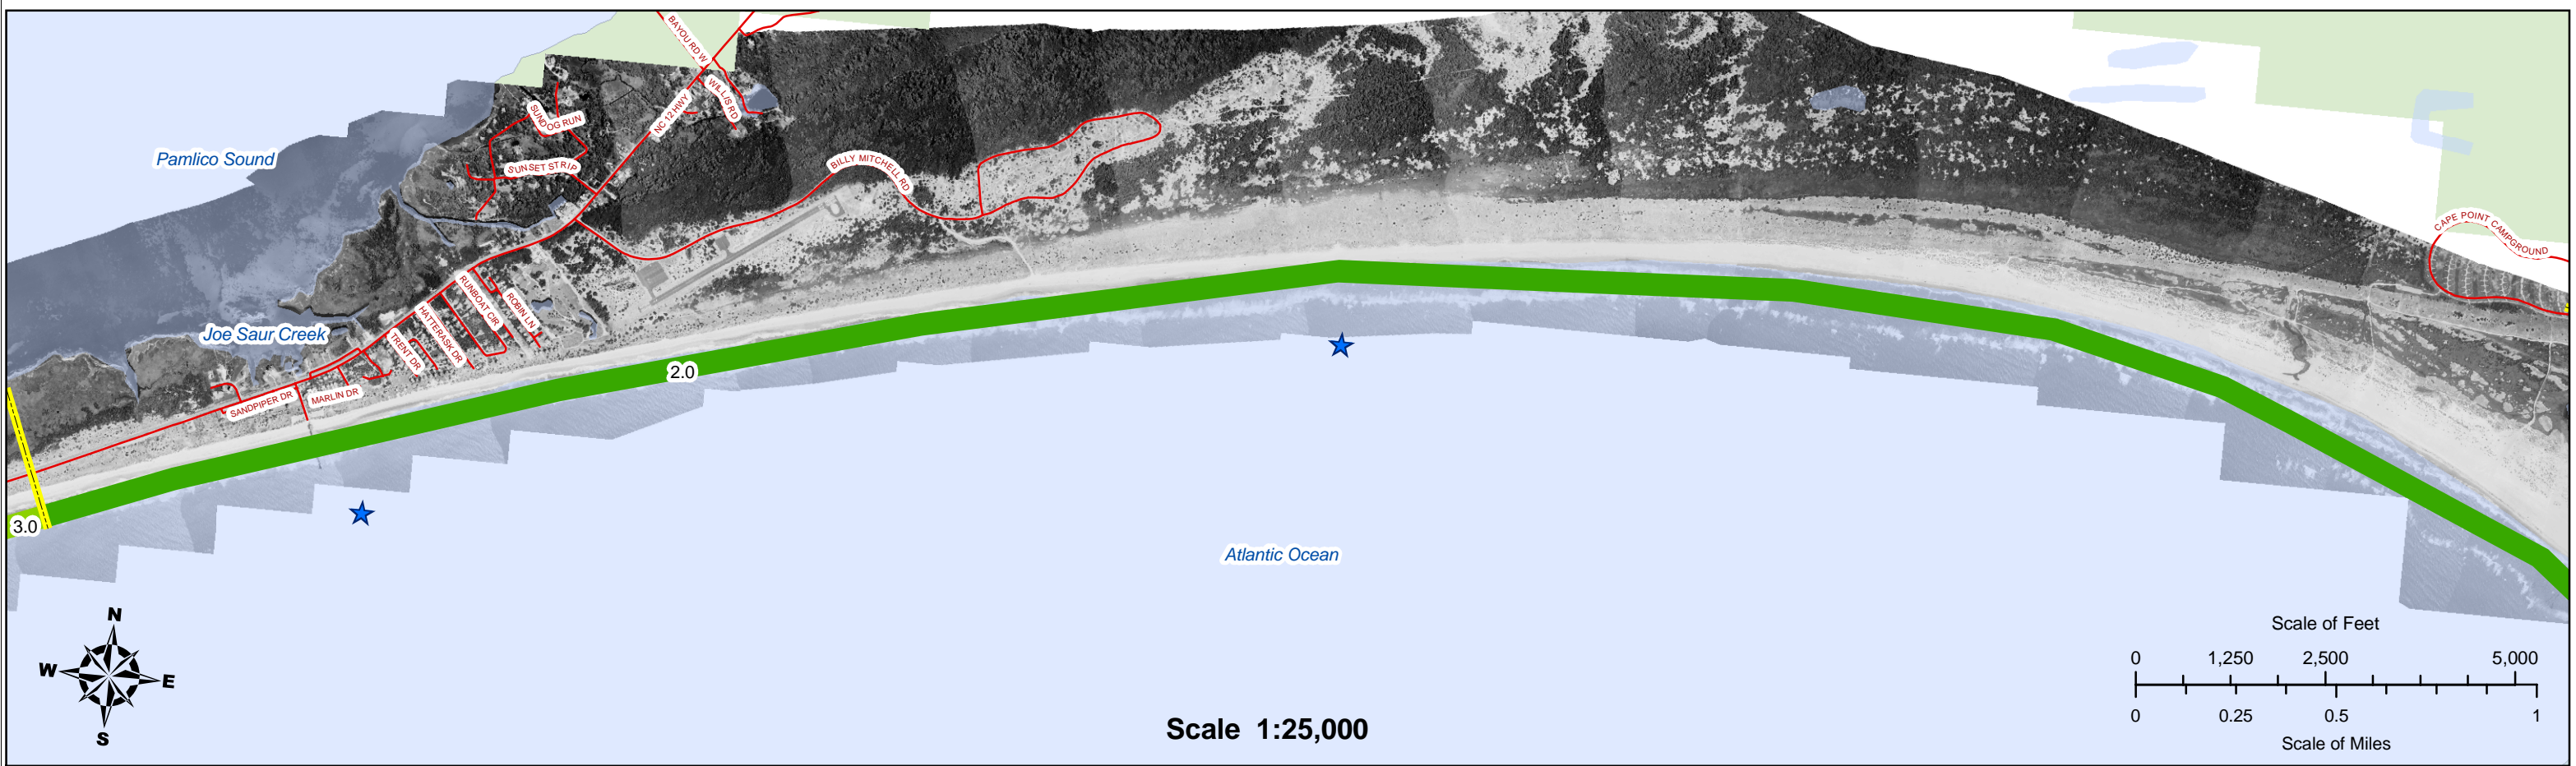 BAYOU RD W
WILLIS RD
NC 12 HWY
SUNDOG RUN
SUNSET STRIP
Pamlico Sound
BILLY MITCHELL RD
CAPE POINT CAMPGROUND
ROBIN LN
RUNBOAT CIR
HATTERASK DR
TRENT DR
Joe Saur Creek
MARLIN DR
SANDPIPER DR
2.0
3.0
Atlantic Ocean
N
W
E
S
Scale 1:25,000
Scale of Feet
0 1,250 2,500 5,000
0 0.25 0.5 1
Scale of Miles